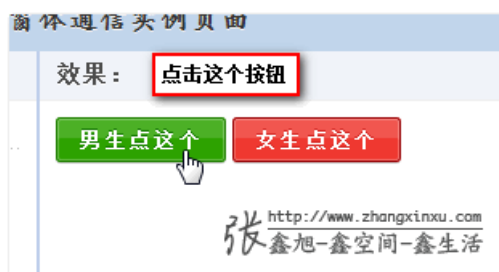 窗体通信实例页面
效果：
点击这个按钮
男生点这个
女生点这个
张
http://www.zhangxinxu.com
鑫旭-鑫空间-鑫生活